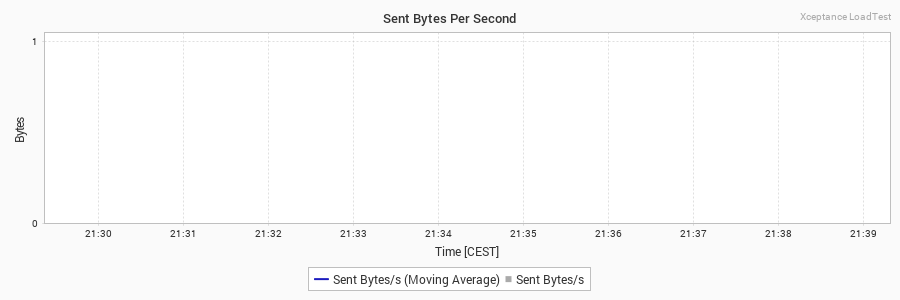 Sent Bytes Per Second
Xceptance LoadTest
1
Bytes
0
21:30 21:31 21:32 21:33 21:34 21:35 21:36 21:37 21:38 21:39
Time [CEST]
Sent Bytes/s (Moving Average) Sent Bytes/s